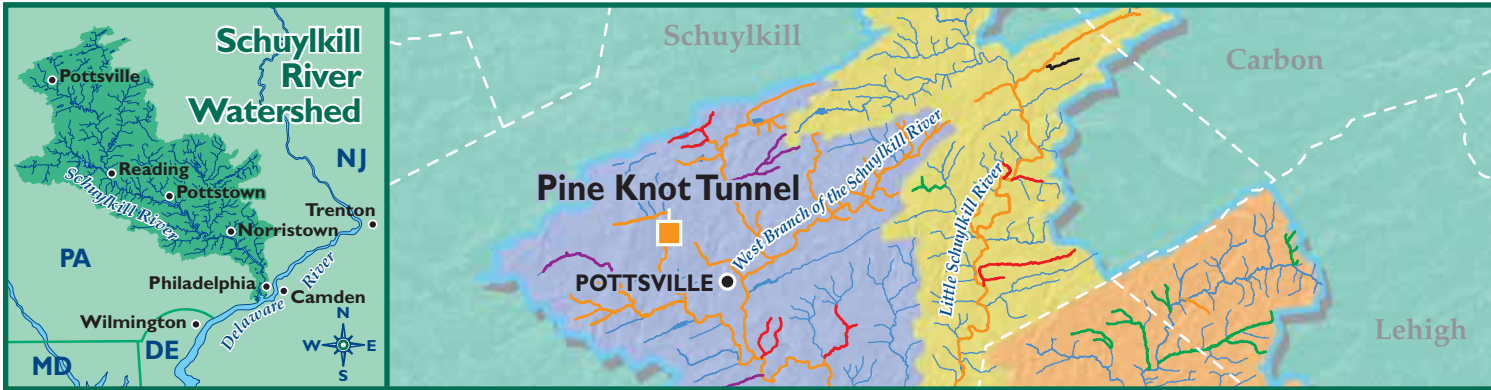 Schuylkill
River
Watershed
Pottsville
NJ
Reading
Pottstown
Schuylkill River
Trenton
Norristown
PA
Philadelphia
Camden
Delaware River
Wilmington
DE
MD
N
W E
S
Schuylkill
Carbon
Pine Knot Tunnel
West Branch of the Schuylkill River
POTTSVILLE
Little Schuylkill River
Lehigh